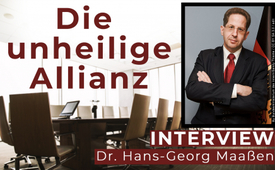 Die
unheilige
Allianz
INTERVIEW
Dr. Hans-Georg Maaßen